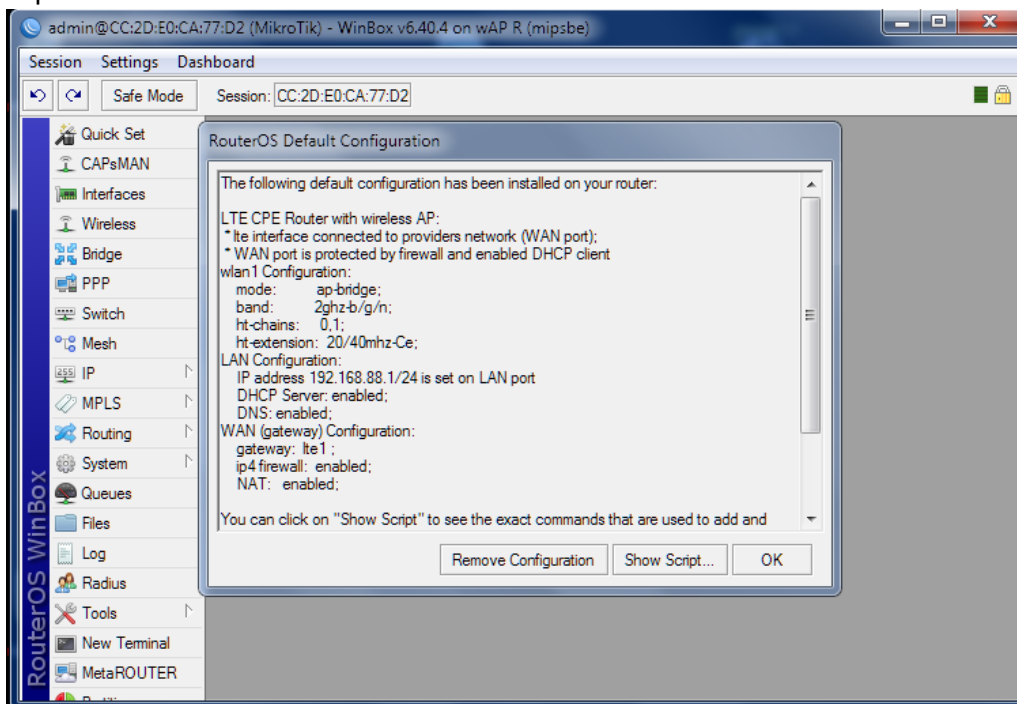 admin@CC:2D:E0:CA:77:D2 (MikroTik) - WinBox v6.40.4 on wAP R (mipsbe)
Session Settings Dashboard
Safe Mode Session: CC:2D:E0:CA:77:D2
Quick Set
CAPsMAN
Interfaces
Wireless
Bridge
PPP
Switch
Mesh
IP
MPLS
Routing
System
Queues
Files
Log
Radius
Tools
New Terminal
MetaROUTER
RouterOS WinBox
RouterOS Default Configuration
The following default configuration has been installed on your router:
LTE CPE Router with wireless AP:
* lte interface connected to providers network (WAN port);
* WAN port is protected by firewall and enabled DHCP client
wlan1 Configuration:
mode: ap-bridge;
band: 2ghz-b/g/n;
ht-chains: 0,1;
ht-extension: 20/40mhz-Ce;
LAN Configuration:
IP address 192.168.88.1/24 is set on LAN port
DHCP Server: enabled;
DNS: enabled;
WAN (gateway) Configuration:
gateway: lte1 ;
ip4 firewall: enabled;
NAT: enabled;
You can click on "Show Script" to see the exact commands that are used to add and
Remove Configuration Show Script... OK